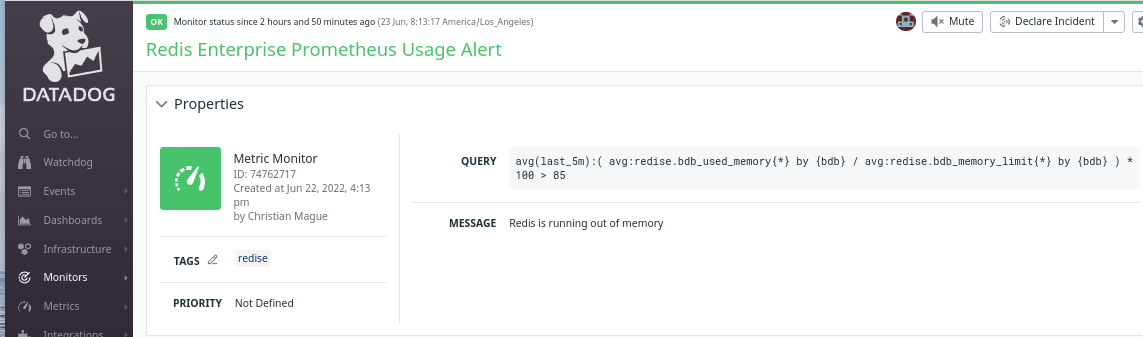 DATADOG
Go to...
Watchdog
Events
Dashboards
Infrastructure
Monitors
Metrics
Integrations
OK Monitor status since 2 hours and 50 minutes ago (23 Jun, 8:13:17 America/Los_Angeles)
Mute
Declare Incident
Redis Enterprise Prometheus Usage Alert
Properties
Metric Monitor
ID: 74762717
Created at Jun 22, 2022, 4:13
pm
by Christian Mague
TAGS redise
PRIORITY Not Defined
QUERY avg(last_5m):( avg:redise.bdb_used_memory{*} by {bdb} / avg:redise.bdb_memory_limit{*} by {bdb} ) *
100 > 85
MESSAGE Redis is running out of memory